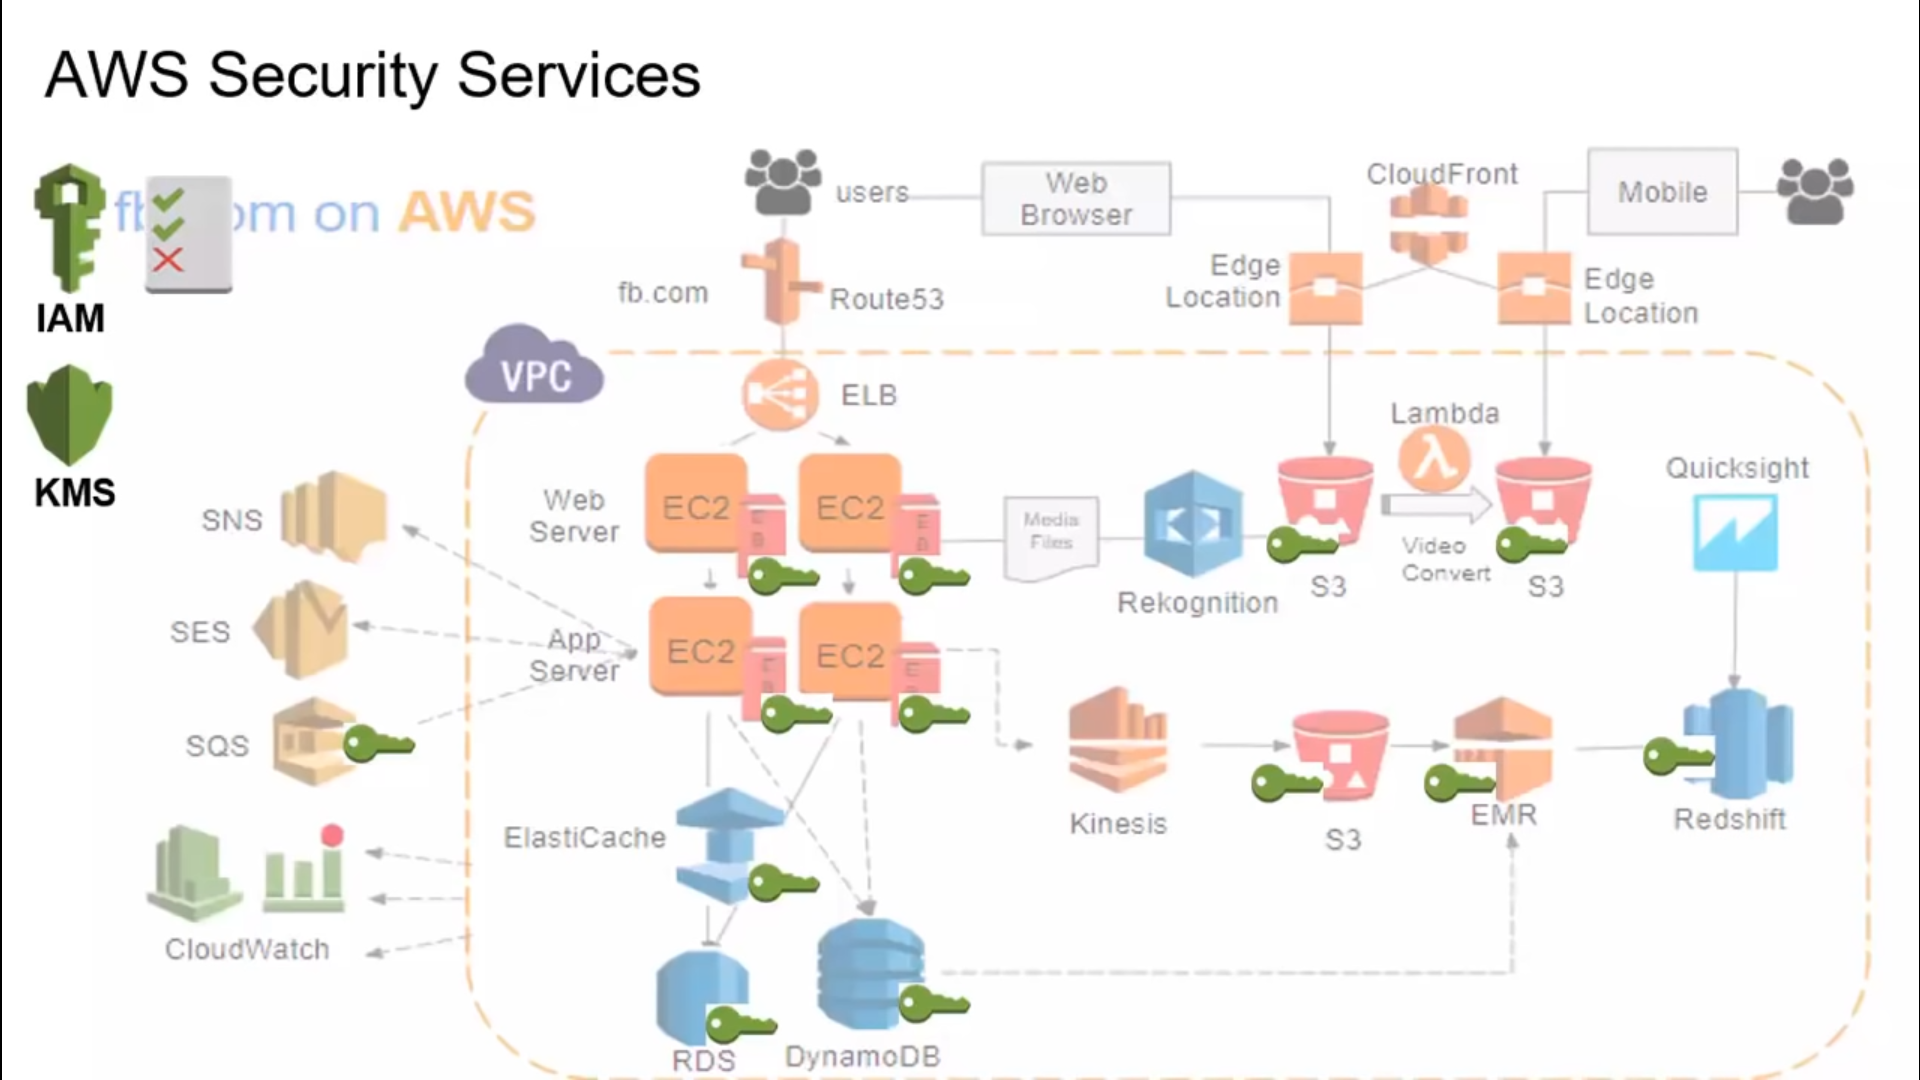 AWS Security Services
om on AWS
IAM
KMS
users
Web
Browser
CloudFront
Mobile
fb.com
Route53
Edge
Location
Edge
Location
VPC
ELB
Lambda
Quicksight
SNS
Web
Server
EC2
EC2
Media
Files
Rekognition
S3
Video
Convert
S3
SES
App
Server
EC2
EC2
SQS
Kinesis
S3
EMR
Redshift
ElastiCache
CloudWatch
RDS
DynamoDB